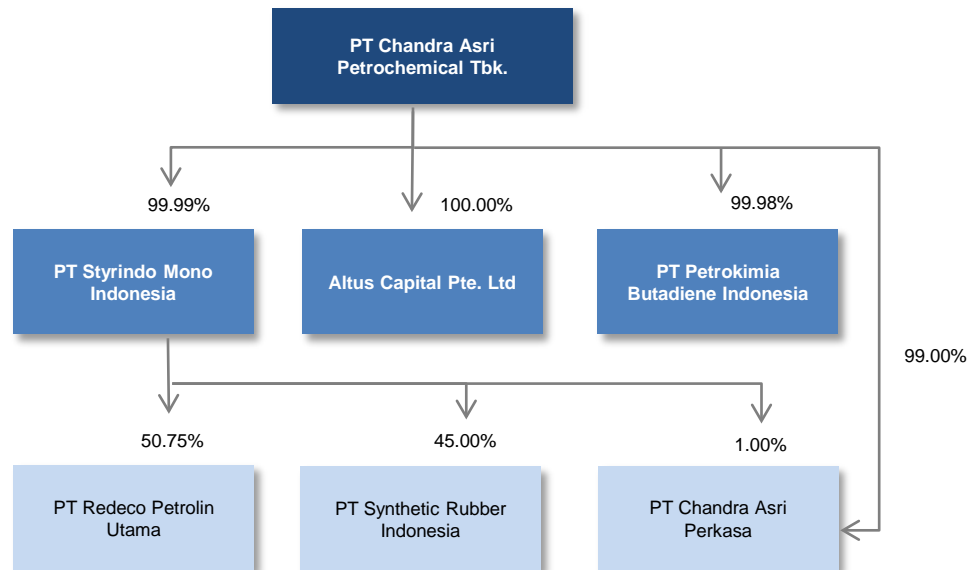 PT Chandra Asri
Petrochemical Tbk.
99.99%
100.00%
99.98%
PT Styrindo Mono
Indonesia
Altus Capital Pte. Ltd
PT Petrokimia
Butadiene Indonesia
99.00%
50.75%
45.00%
1.00%
PT Redeco Petrolin
Utama
PT Synthetic Rubber
Indonesia
PT Chandra Asri
Perkasa